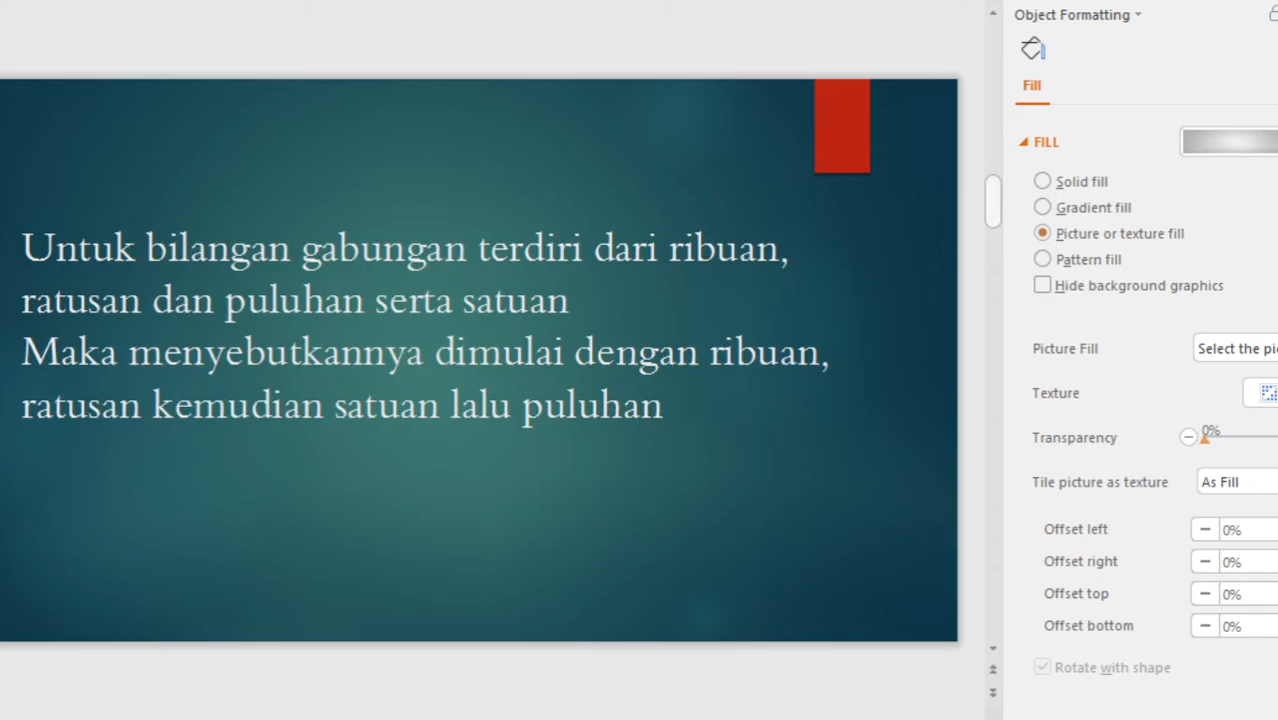 Object Formatting
Fill
FILL
Solid fill
Gradient fill
Picture or texture fill
Pattern fill
Hide background graphics
Picture Fill
Select the
Texture
Transparency
0%
Tile picture as texture
As Fill
Offset left
0%
Offset right
0%
Offset top
0%
Offset bottom
0%
Rotate with shape
Untuk bilangan gabungan terdiri dari ribuan,
ratusan dan puluhan serta satuan
Maka menyebutkannya dimulai dengan ribuan,
ratusan kemudian satuan lalu puluhan